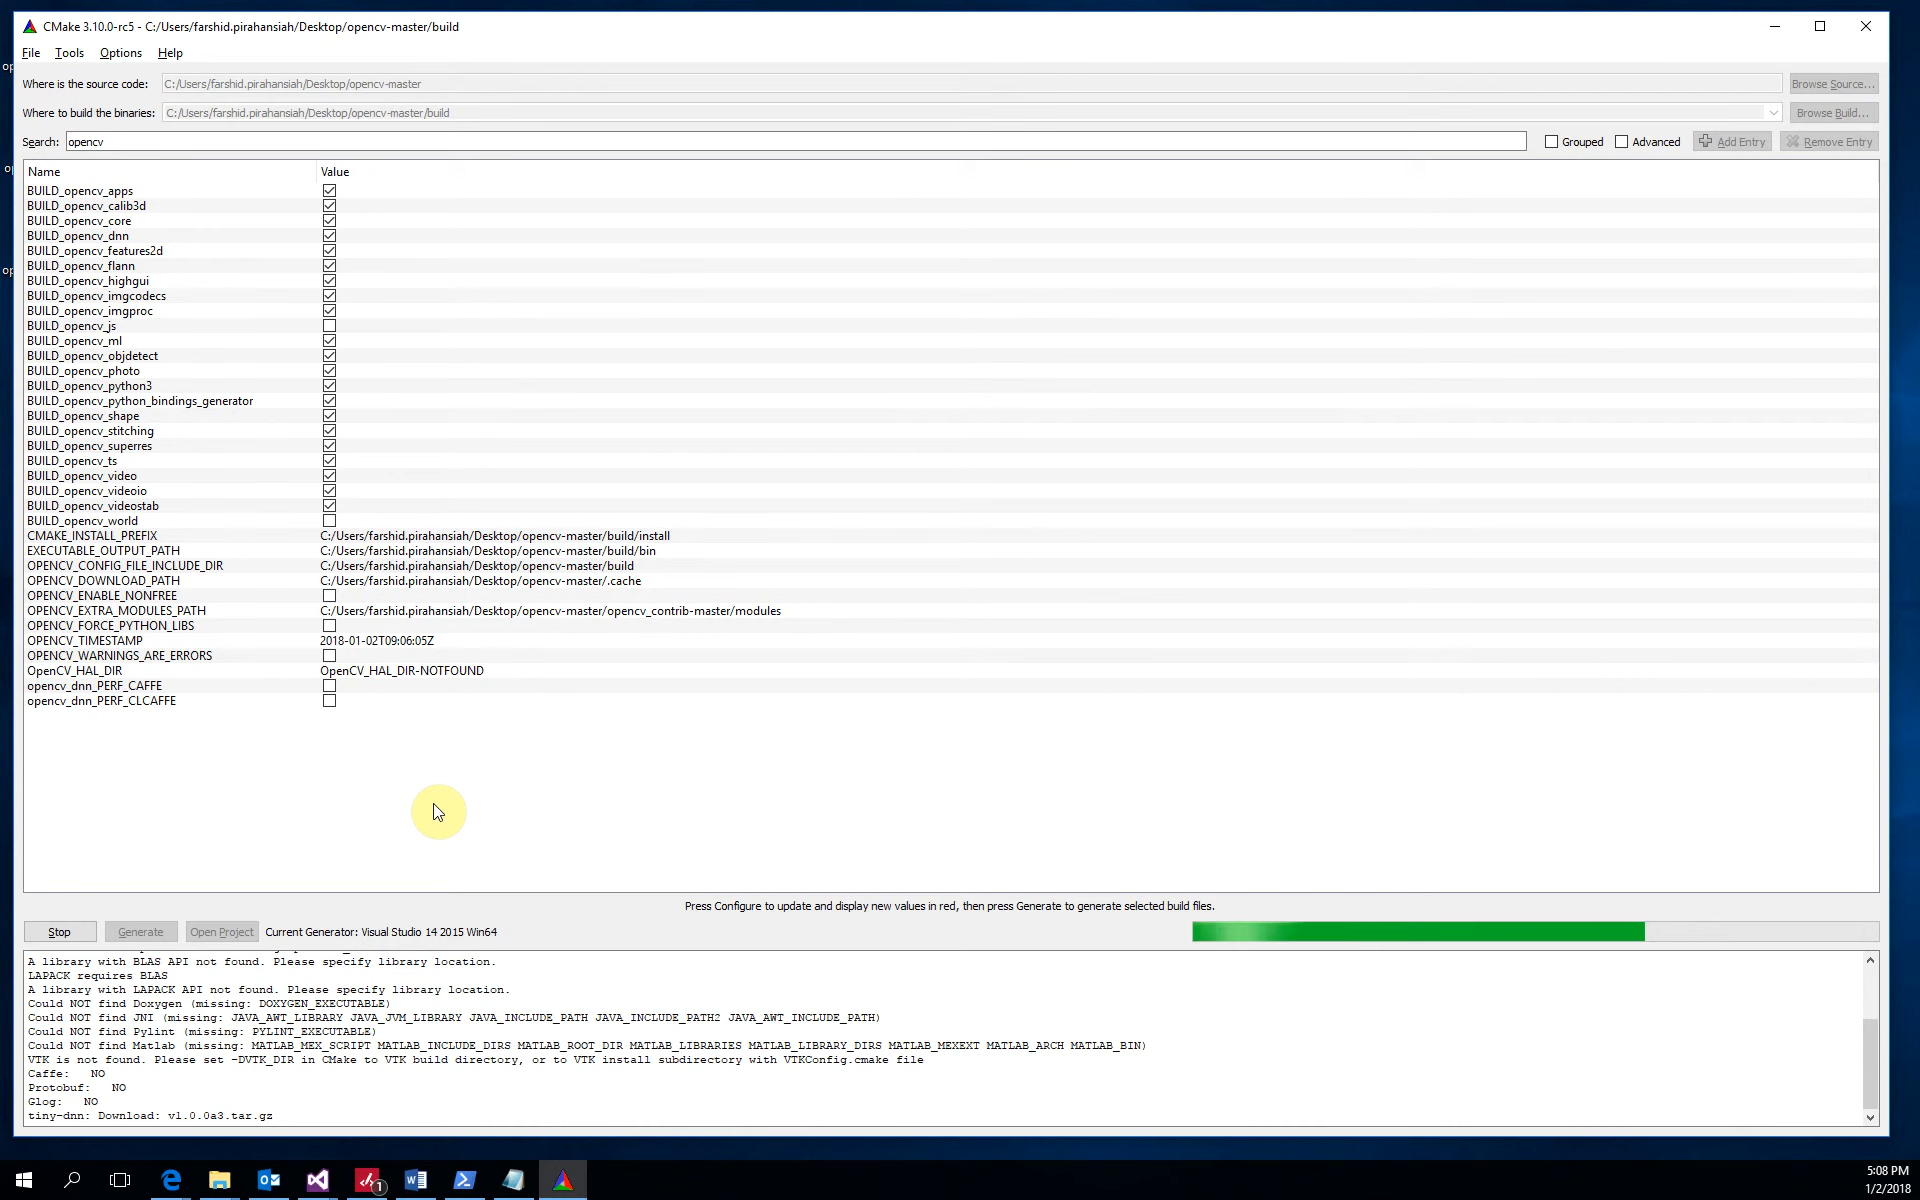 CMake 3.10.0-rc5 - C:/Users/farshid.pirahansiah/Desktop/opencv-master/build
File Tools Options Help
Where is the source code: C:/Users/farshid.pirahansiah/Desktop/opencv-master Browse Source...
Where to build the binaries: C:/Users/farshid.pirahansiah/Desktop/opencv-master/build Browse Build...
Search: opencv Grouped Advanced Add Entry Remove Entry
Name Value
BUILD_opencv_apps
BUILD_opencv_calib3d
BUILD_opencv_core
BUILD_opencv_dnn
BUILD_opencv_features2d
BUILD_opencv_flann
BUILD_opencv_highgui
BUILD_opencv_imgcodecs
BUILD_opencv_imgproc
BUILD_opencv_js
BUILD_opencv_ml
BUILD_opencv_objdetect
BUILD_opencv_photo
BUILD_opencv_python3
BUILD_opencv_python_bindings_generator
BUILD_opencv_shape
BUILD_opencv_stitching
BUILD_opencv_superres
BUILD_opencv_ts
BUILD_opencv_video
BUILD_opencv_videoio
BUILD_opencv_videostab
BUILD_opencv_world
CMAKE_INSTALL_PREFIX C:/Users/farshid.pirahansiah/Desktop/opencv-master/build/install
EXECUTABLE_OUTPUT_PATH C:/Users/farshid.pirahansiah/Desktop/opencv-master/build/bin
OPENCV_CONFIG_FILE_INCLUDE_DIR C:/Users/farshid.pirahansiah/Desktop/opencv-master/build
OPENCV_DOWNLOAD_PATH C:/Users/farshid.pirahansiah/Desktop/opencv-master/.cache
OPENCV_ENABLE_NONFREE
OPENCV_EXTRA_MODULES_PATH C:/Users/farshid.pirahansiah/Desktop/opencv-master/opencv_contrib-master/modules
OPENCV_FORCE_PYTHON_LIBS
OPENCV_TIMESTAMP 2018-01-02T09:06:05Z
OPENCV_WARNINGS_ARE_ERRORS
OpenCV_HAL_DIR OpenCV_HAL_DIR-NOTFOUND
opencv_dnn_PERF_CAFFE
opencv_dnn_PERF_CLCAFFE
Press Configure to update and display new values in red, then press Generate to generate selected build files.
Stop Generate Open Project Current Generator: Visual Studio 14 2015 Win64
A library with BLAS API not found. Please specify library location.
LAPACK requires BLAS
A library with LAPACK API not found. Please specify library location.
Could NOT find Doxygen (missing: DOXYGEN_EXECUTABLE)
Could NOT find JNI (missing: JAVA_AWT_LIBRARY JAVA_JVM_LIBRARY JAVA_INCLUDE_PATH JAVA_INCLUDE_PATH2 JAVA_AWT_INCLUDE_PATH)
Could NOT find Pylint (missing: PYLINT_EXECUTABLE)
Could NOT find Matlab (missing: MATLAB_MEX_SCRIPT MATLAB_INCLUDE_DIRS MATLAB_ROOT_DIR MATLAB_LIBRARIES MATLAB_LIBRARY_DIRS MATLAB_MEXEXT MATLAB_ARCH MATLAB_BIN)
VTK is not found. Please set -DVTK_DIR in CMake to VTK build directory, or to VTK install subdirectory with VTKConfig.cmake file
Caffe: NO
Protobuf: NO
Glog: NO
tiny-dnn: Download: v1.0.0a3.tar.gz
5:08 PM
1/2/2018